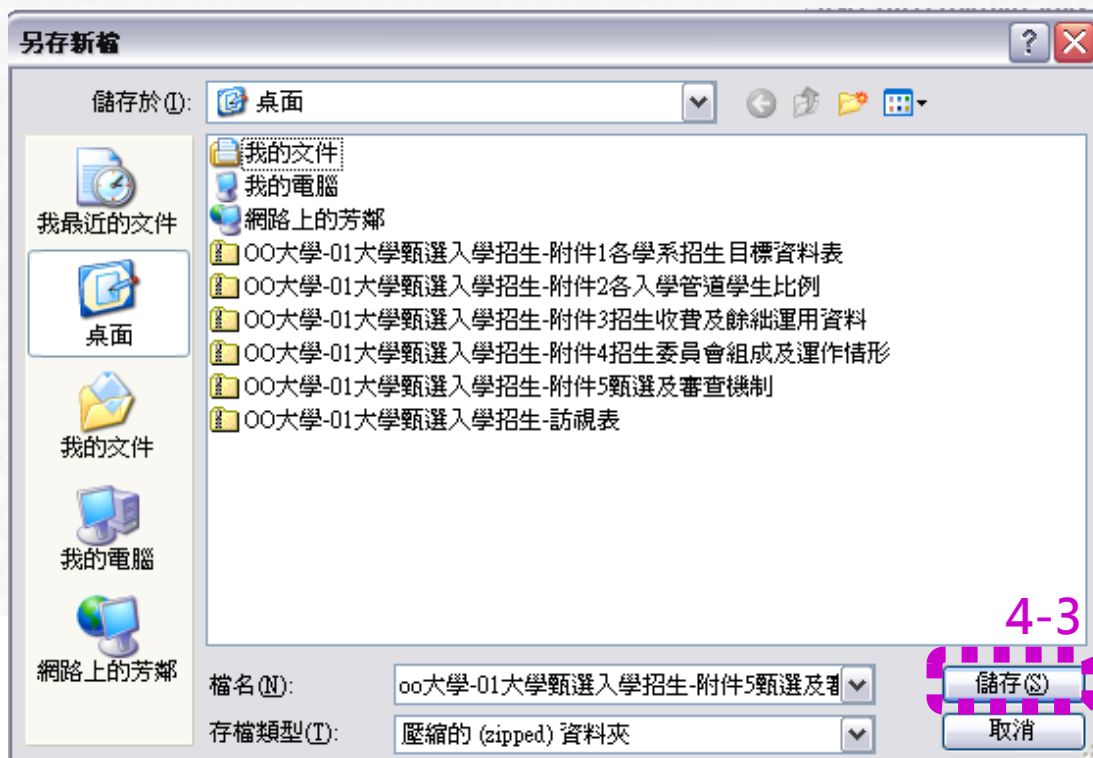 另存新檔
儲存於(I):
桌面
我最近的文件
桌面
我的文件
我的電腦
網路上的芳鄰
我的文件
我的電腦
網路上的芳鄰
OO大學-01大學甄選入學招生-附件1各學系招生目標資料表
OO大學-01大學甄選入學招生-附件2各入學管道學生比例
OO大學-01大學甄選入學招生-附件3招生收費及餘絀運用資料
OO大學-01大學甄選入學招生-附件4招生委員會組成及運作情形
OO大學-01大學甄選入學招生-附件5甄選及審查機制
OO大學-01大學甄選入學招生-訪視表
4-3
檔名(N):
oo大學-01大學甄選入學招生-附件5甄選及
儲存(S)
存檔類型(T):
壓縮的 (zipped) 資料夾
取消